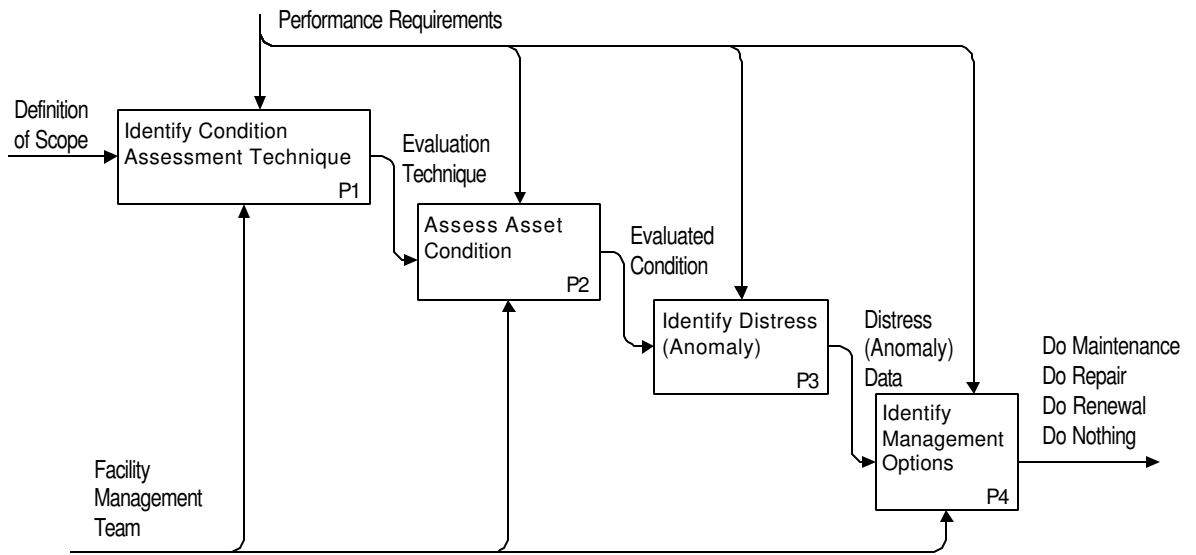 Performance Requirements
Definition
of Scope
Identify Condition
Assessment Technique
P1
Evaluation
Technique
Assess Asset
Condition
P2
Evaluated
Condition
Identify Distress
(Anomaly)
P3
Distress
(Anomaly)
Data
Identify
Management
Options
P4
Do Maintenance
Do Repair
Do Renewal
Do Nothing
Facility
Management
Team